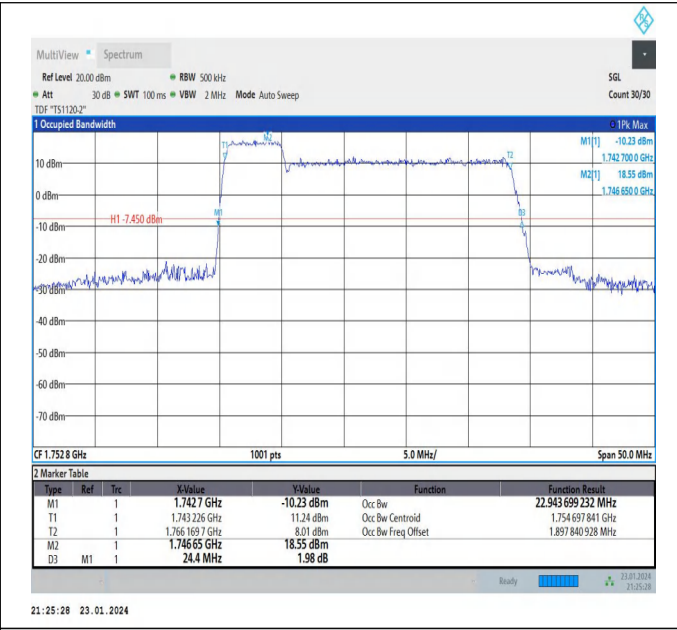 R S
MultiView Spectrum
Ref Level 20.00 dBm RBW 500 kHz SGL
Att 30 dB SWT 100 ms VBW 2 MHz Mode Auto Sweep Count 30/30
TDF "TS1120-2"
1 Occupied Bandwidth 1Pk Max
M1[1] -10.23 dBm
1.742 700 0 GHz
M2[1] 18.55 dBm
1.746 650 0 GHz
T1 M2 T2
10 dBm
0 dBm
M1 D3
H1 -7.450 dBm
-10 dBm
-20 dBm
-30 dBm
-40 dBm
-50 dBm
-60 dBm
-70 dBm
CF 1.752 8 GHz 1001 pts 5.0 MHz/ Span 50.0 MHz
2 Marker Table
Type Ref Trc X-Value Y-Value Function Function Result
M1 1 1.742 7 GHz -10.23 dBm Occ Bw 22.943 699 232 MHz
T1 1 1.743 226 GHz 11.24 dBm Occ Bw Centroid 1.754 697 841 GHz
T2 1 1.766 169 7 GHz 8.01 dBm Occ Bw Freq Offset 1.897 840 928 MHz
M2 1 1.746 65 GHz 18.55 dBm
D3 M1 1 24.4 MHz 1.98 dB
Ready 23.01.2024
21:25:28
21:25:28 23.01.2024